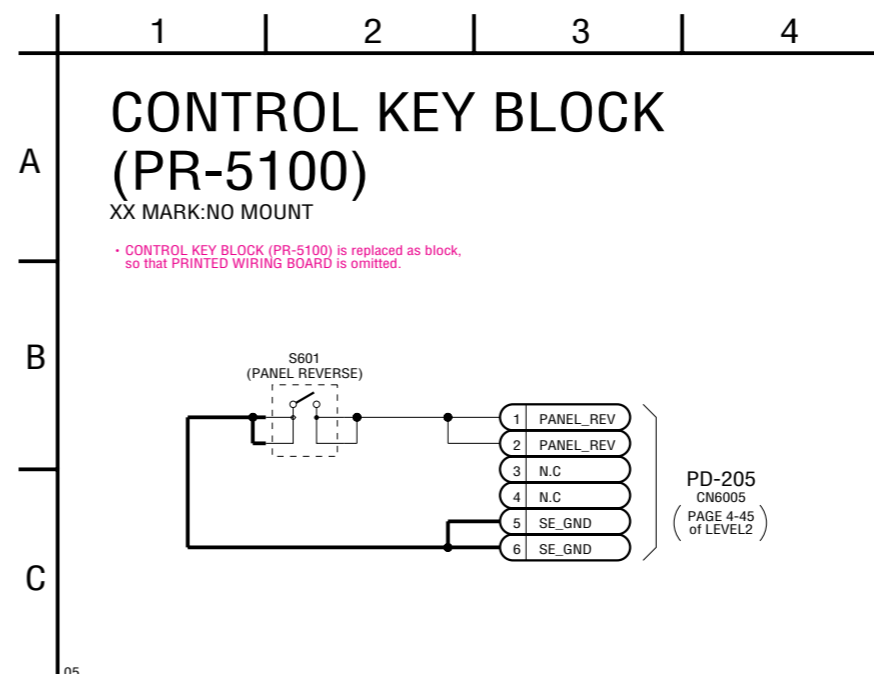 1 2 3 4
CONTROL KEY BLOCK
(PR-5100)
A
XX MARK:NO MOUNT
• CONTROL KEY BLOCK (PR-5100) is replaced as block,
so that PRINTED WIRING BOARD is omitted.
B
S601
(PANEL REVERSE)
1 PANEL_REV
2 PANEL_REV
3 N.C
4 N.C
5 SE_GND
6 SE_GND
PD-205
CN6005
(PAGE 4-45
of LEVEL2)
C
05